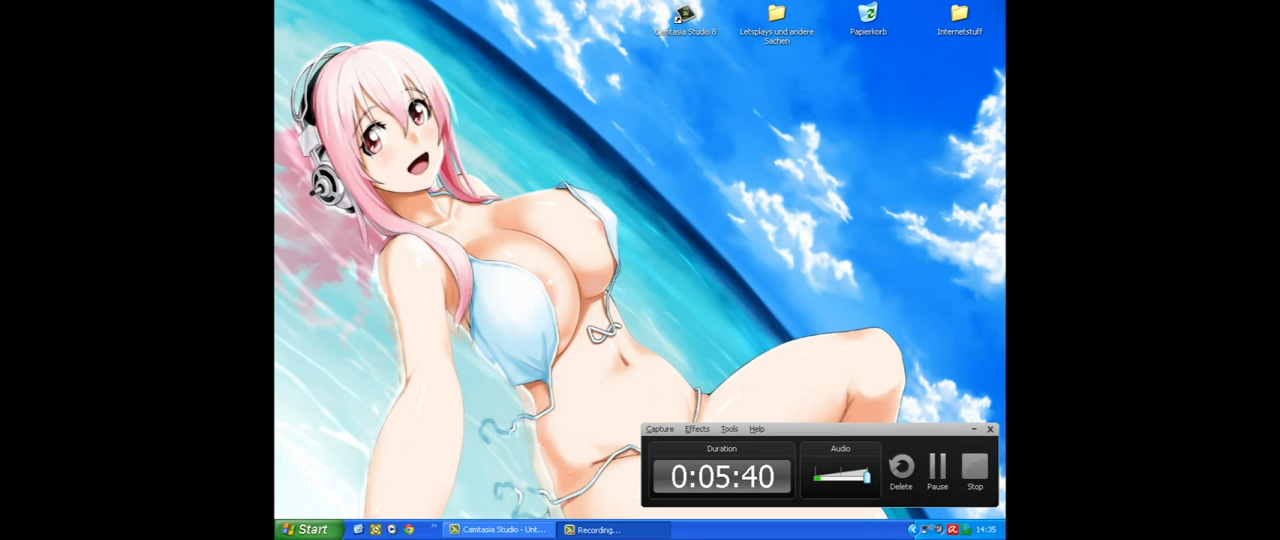 Camtasia Studio 8
Letsplays und andere
Sachen
Papierkorb
Internetstuff
Capture Effects Tools Help
Duration
Audio
0:05:40
Delete Pause Stop
Start
Camtasia Studio - Unt...
Recording...
14:35